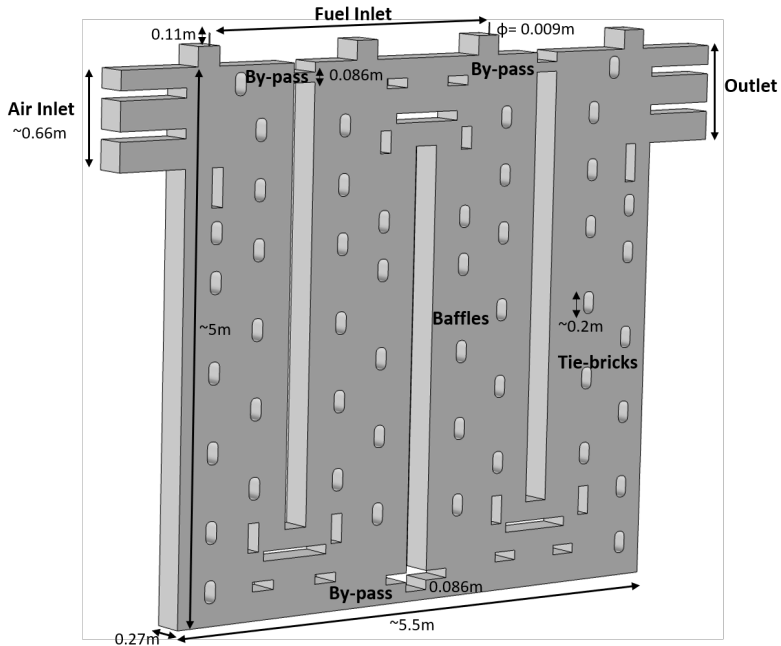 Fuel Inlet
0.11m
ϕ= 0.009m
By-pass
0.086m
By-pass
Outlet
Air Inlet
~0.66m
~5m
Baffles
~0.2m
Tie-bricks
By-pass
0.086m
~5.5m
0.27m